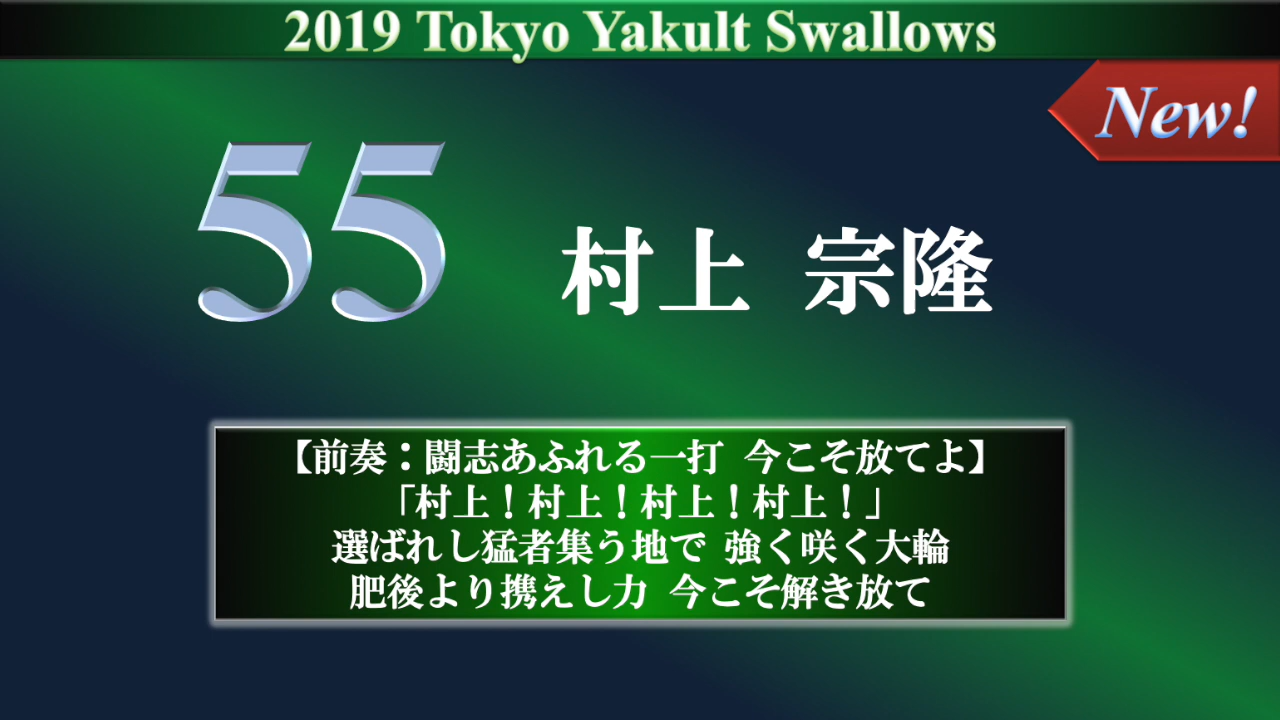 2019 Tokyo Yakult Swallows
New!
55 村上 宗隆
【前奏：闘志あふれる一打 今こそ放てよ】
「村上！村上！村上！村上！」
選ばれし猛者集う地で 強く咲く大輪
肥後より携えし力 今こそ解き放て